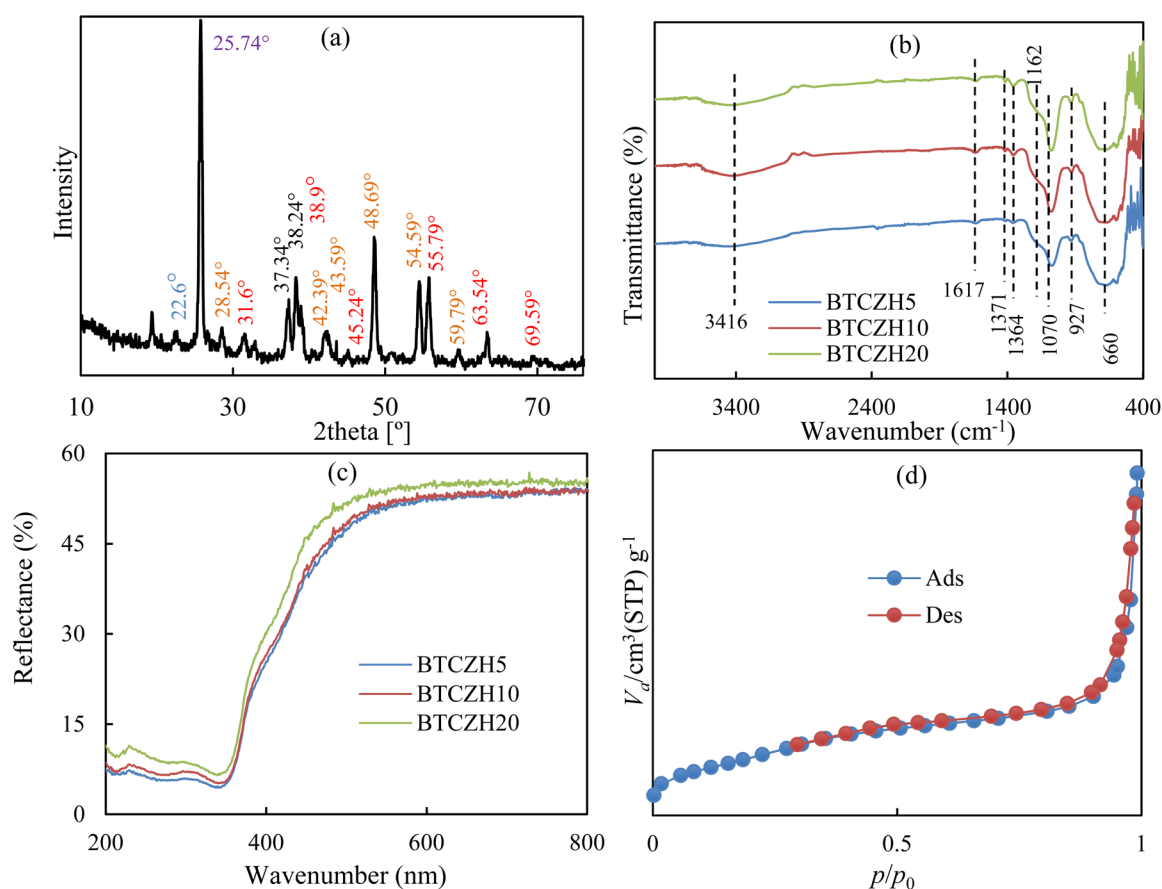 (a)
25.74°
22.6°
28.54°
31.6°
37.34°
38.24°
38.9°
42.39°
43.59°
45.24°
48.69°
54.59°
55.79°
59.79°
63.54°
69.59°
Intensity
10 30 50 70
2theta [º]
(b)
1162
3416
1617
1371
1364
1070
927
660
BTCZH5
BTCZH10
BTCZH20
Transmittance (%)
3400 2400 1400 400
Wavenumber (cm-1)
(c)
60
45
30
15
0
Reflectance (%)
BTCZH5
BTCZH10
BTCZH20
200 400 600 800
Wavenumber (nm)
(d)
Ads
Des
Va/cm3(STP) g-1
0 0.5 1
p/p0